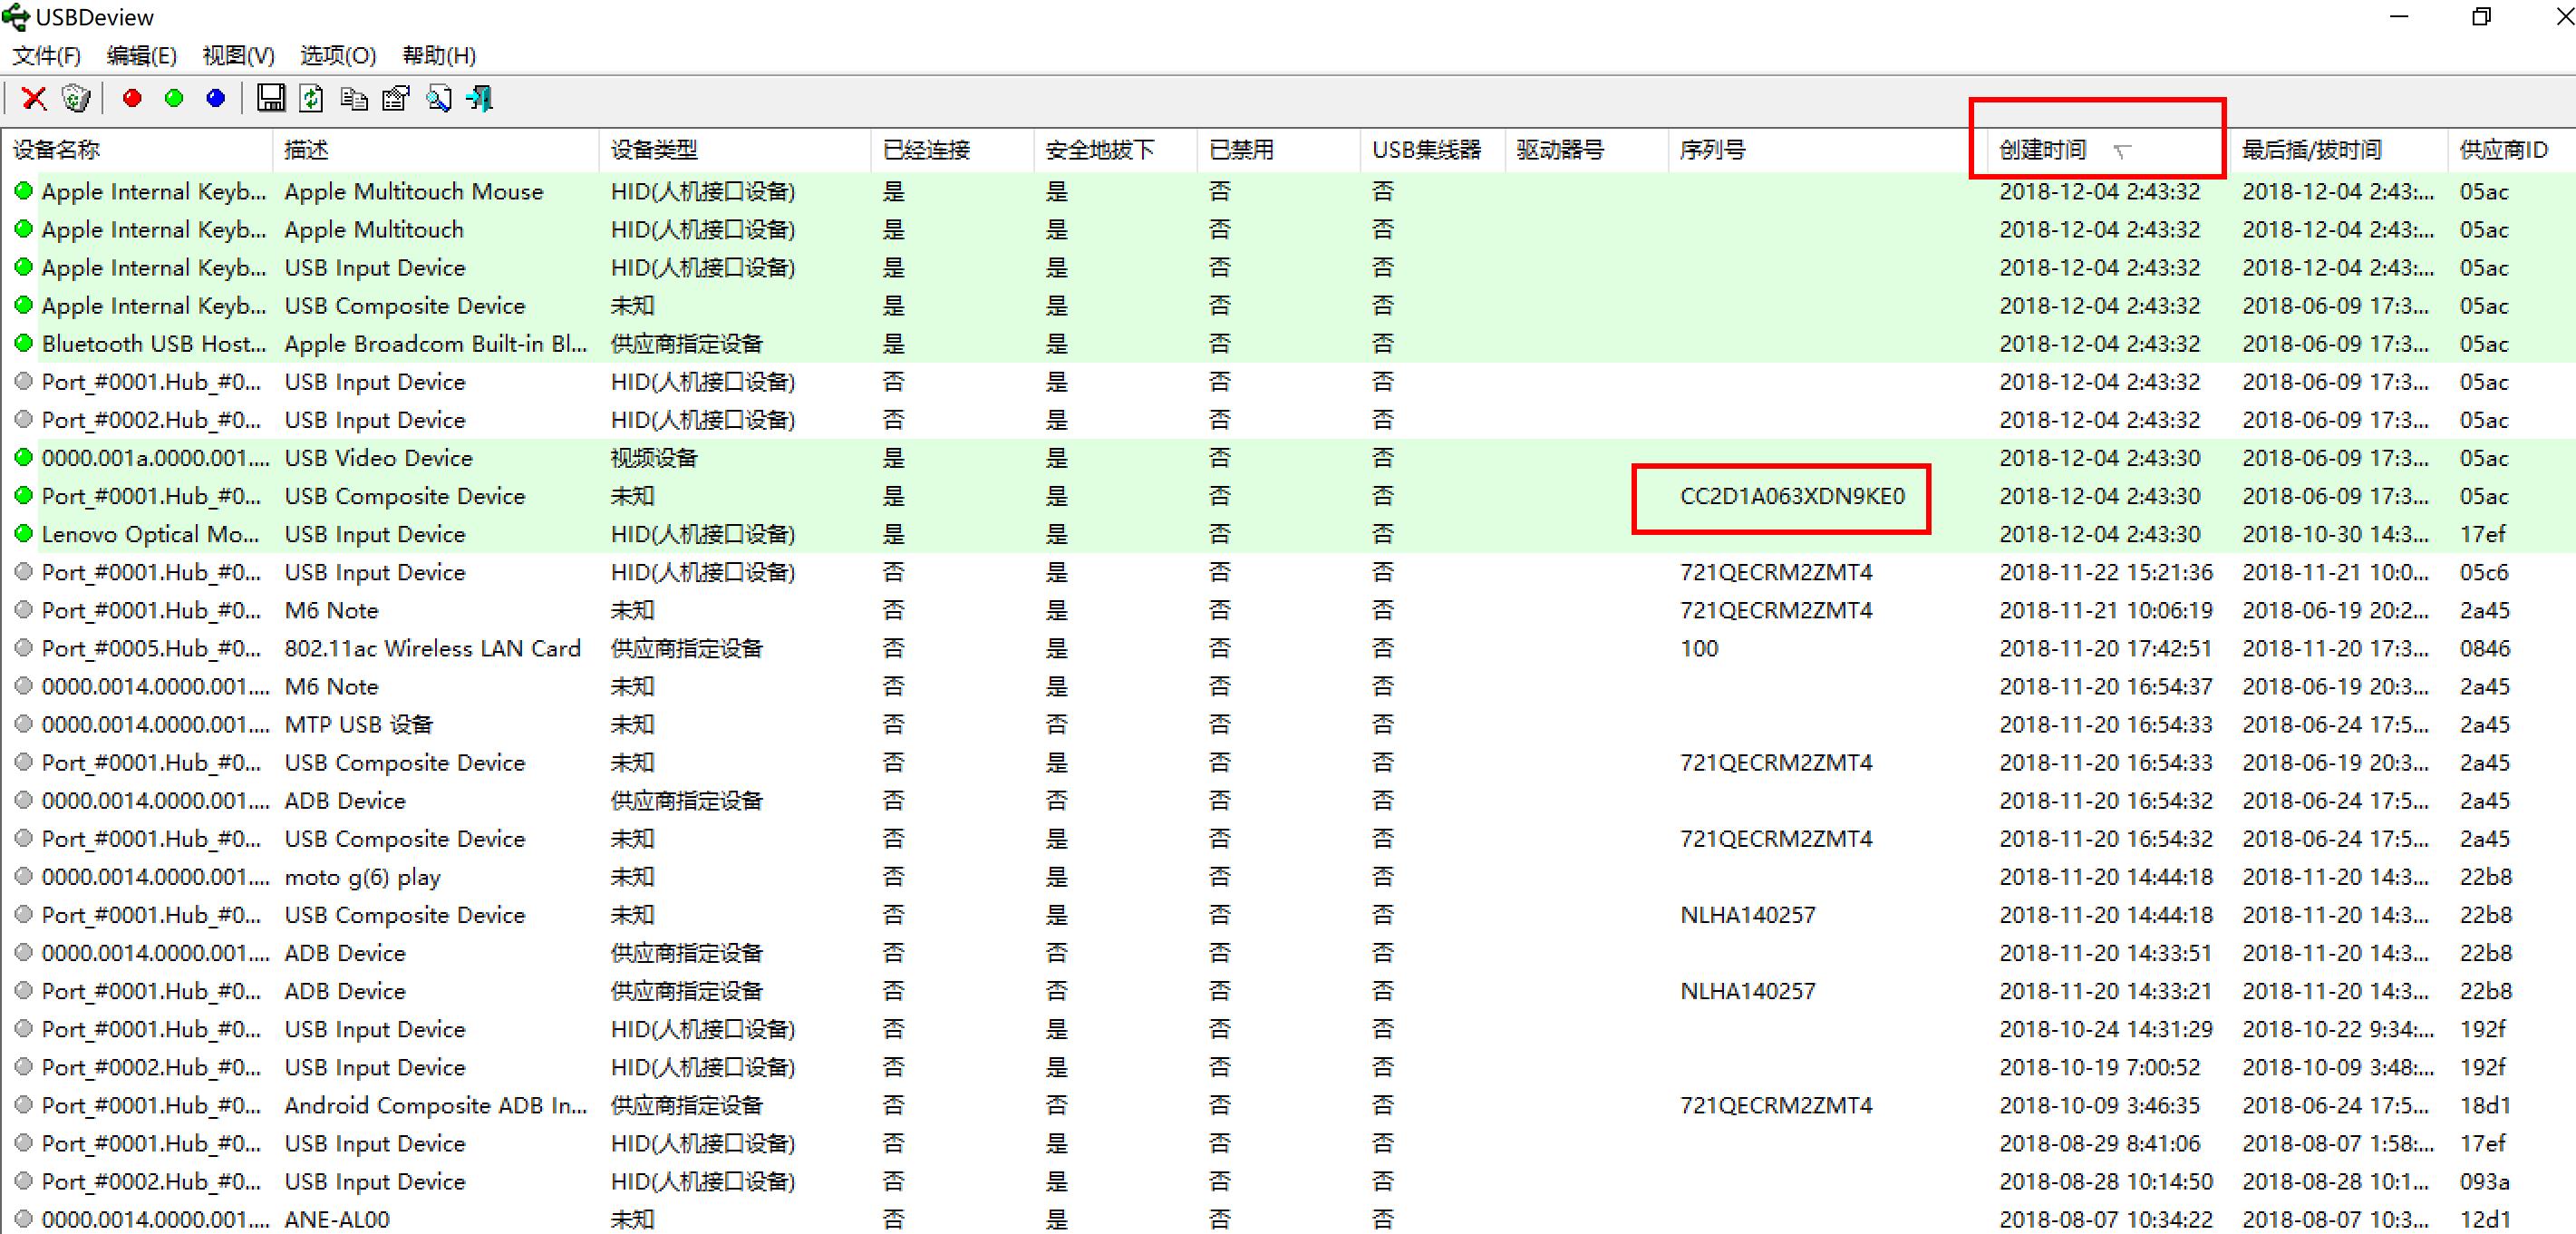 USBDeview
文件(F) 编辑(E) 视图(V) 选项(O) 帮助(H)
设备名称 描述 设备类型 已经连接 安全地拔下 已禁用 USB集线器 驱动器号 序列号 创建时间 最后插/拔时间 供应商ID
Apple Internal Keyb... Apple Multitouch Mouse HID(人机接口设备) 是 是 否 否 2018-12-04 2:43:32 2018-12-04 2:43:... 05ac
Apple Internal Keyb... Apple Multitouch HID(人机接口设备) 是 是 否 否 2018-12-04 2:43:32 2018-12-04 2:43:... 05ac
Apple Internal Keyb... USB Input Device HID(人机接口设备) 是 是 否 否 2018-12-04 2:43:32 2018-12-04 2:43:... 05ac
Apple Internal Keyb... USB Composite Device 未知 是 是 否 否 2018-12-04 2:43:32 2018-06-09 17:3... 05ac
Bluetooth USB Host... Apple Broadcom Built-in Bl... 供应商指定设备 是 是 否 否 2018-12-04 2:43:32 2018-06-09 17:3... 05ac
Port_#0001.Hub_#0... USB Input Device HID(人机接口设备) 否 是 否 否 2018-12-04 2:43:32 2018-06-09 17:3... 05ac
Port_#0002.Hub_#0... USB Input Device HID(人机接口设备) 否 是 否 否 2018-12-04 2:43:32 2018-06-09 17:3... 05ac
0000.001a.0000.001.... USB Video Device 视频设备 是 是 否 否 2018-12-04 2:43:30 2018-06-09 17:3... 05ac
Port_#0001.Hub_#0... USB Composite Device 未知 是 是 否 否 CC2D1A063XDN9KE0 2018-12-04 2:43:30 2018-06-09 17:3... 05ac
Lenovo Optical Mo... USB Input Device HID(人机接口设备) 是 是 否 否 2018-12-04 2:43:30 2018-10-30 14:3... 17ef
Port_#0001.Hub_#0... USB Input Device HID(人机接口设备) 否 是 否 否 721QECRM2ZMT4 2018-11-22 15:21:36 2018-11-21 10:0... 05c6
Port_#0001.Hub_#0... M6 Note 未知 否 是 否 否 721QECRM2ZMT4 2018-11-21 10:06:19 2018-06-19 20:2... 2a45
Port_#0005.Hub_#0... 802.11ac Wireless LAN Card 供应商指定设备 否 是 否 否 100 2018-11-20 17:42:51 2018-11-20 17:3... 0846
0000.0014.0000.001.... M6 Note 未知 否 是 否 否 2018-11-20 16:54:37 2018-06-19 20:3... 2a45
0000.0014.0000.001.... MTP USB 设备 未知 否 否 否 否 2018-11-20 16:54:33 2018-06-24 17:5... 2a45
Port_#0001.Hub_#0... USB Composite Device 未知 否 是 否 否 721QECRM2ZMT4 2018-11-20 16:54:33 2018-06-19 20:3... 2a45
0000.0014.0000.001.... ADB Device 供应商指定设备 否 否 否 否 2018-11-20 16:54:32 2018-06-24 17:5... 2a45
Port_#0001.Hub_#0... USB Composite Device 未知 否 是 否 否 721QECRM2ZMT4 2018-11-20 16:54:32 2018-06-24 17:5... 2a45
0000.0014.0000.001.... moto g(6) play 未知 否 是 否 否 2018-11-20 14:44:18 2018-11-20 14:3... 22b8
Port_#0001.Hub_#0... USB Composite Device 未知 否 是 否 否 NLHA140257 2018-11-20 14:44:18 2018-11-20 14:3... 22b8
0000.0014.0000.001.... ADB Device 供应商指定设备 否 是 否 否 2018-11-20 14:33:51 2018-11-20 14:3... 22b8
Port_#0001.Hub_#0... ADB Device 供应商指定设备 否 否 否 否 NLHA140257 2018-11-20 14:33:21 2018-11-20 14:3... 22b8
Port_#0001.Hub_#0... USB Input Device HID(人机接口设备) 否 是 否 否 2018-10-24 14:31:29 2018-10-22 9:34:... 192f
Port_#0002.Hub_#0... USB Input Device HID(人机接口设备) 否 是 否 否 2018-10-19 7:00:52 2018-10-09 3:48:... 192f
Port_#0001.Hub_#0... Android Composite ADB In... 供应商指定设备 否 否 否 否 721QECRM2ZMT4 2018-10-09 3:46:35 2018-06-24 17:5... 18d1
Port_#0001.Hub_#0... USB Input Device HID(人机接口设备) 否 是 否 否 2018-08-29 8:41:06 2018-08-07 1:58:... 17ef
Port_#0002.Hub_#0... USB Input Device HID(人机接口设备) 否 是 否 否 2018-08-28 10:14:50 2018-08-28 10:1... 093a
0000.0014.0000.001.... ANE-AL00 未知 否 是 否 否 2018-08-07 10:34:22 2018-08-07 10:3... 12d1